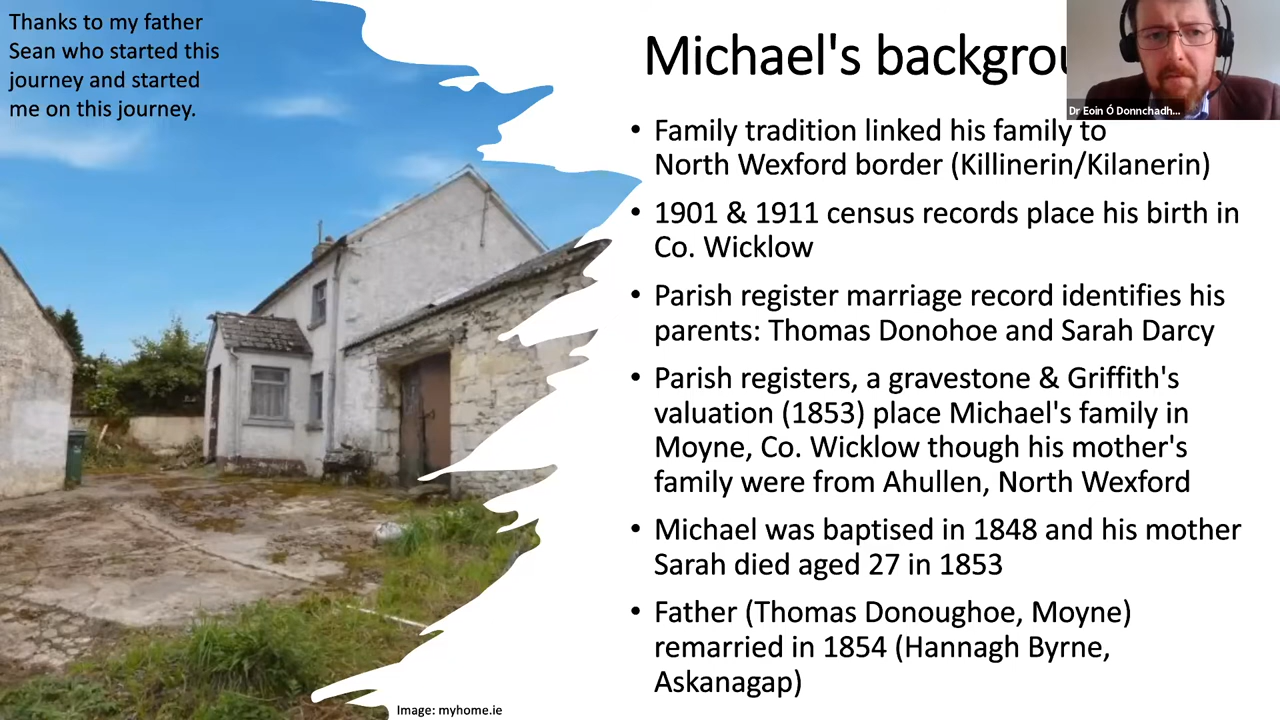 Thanks to my father
Sean who started this
journey and started
me on this journey.
Michael's backgrou
Dr Eoin Ó Donnchadh...
• Family tradition linked his family to
North Wexford border (Killinerin/Kilanerin)
• 1901 & 1911 census records place his birth in
Co. Wicklow
• Parish register marriage record identifies his
parents: Thomas Donohoe and Sarah Darcy
• Parish registers, a gravestone & Griffith's
valuation (1853) place Michael's family in
Moyne, Co. Wicklow though his mother's
family were from Ahullen, North Wexford
• Michael was baptised in 1848 and his mother
Sarah died aged 27 in 1853
• Father (Thomas Donoughoe, Moyne)
remarried in 1854 (Hannagh Byrne,
Askanagap)
Image: myhome.ie